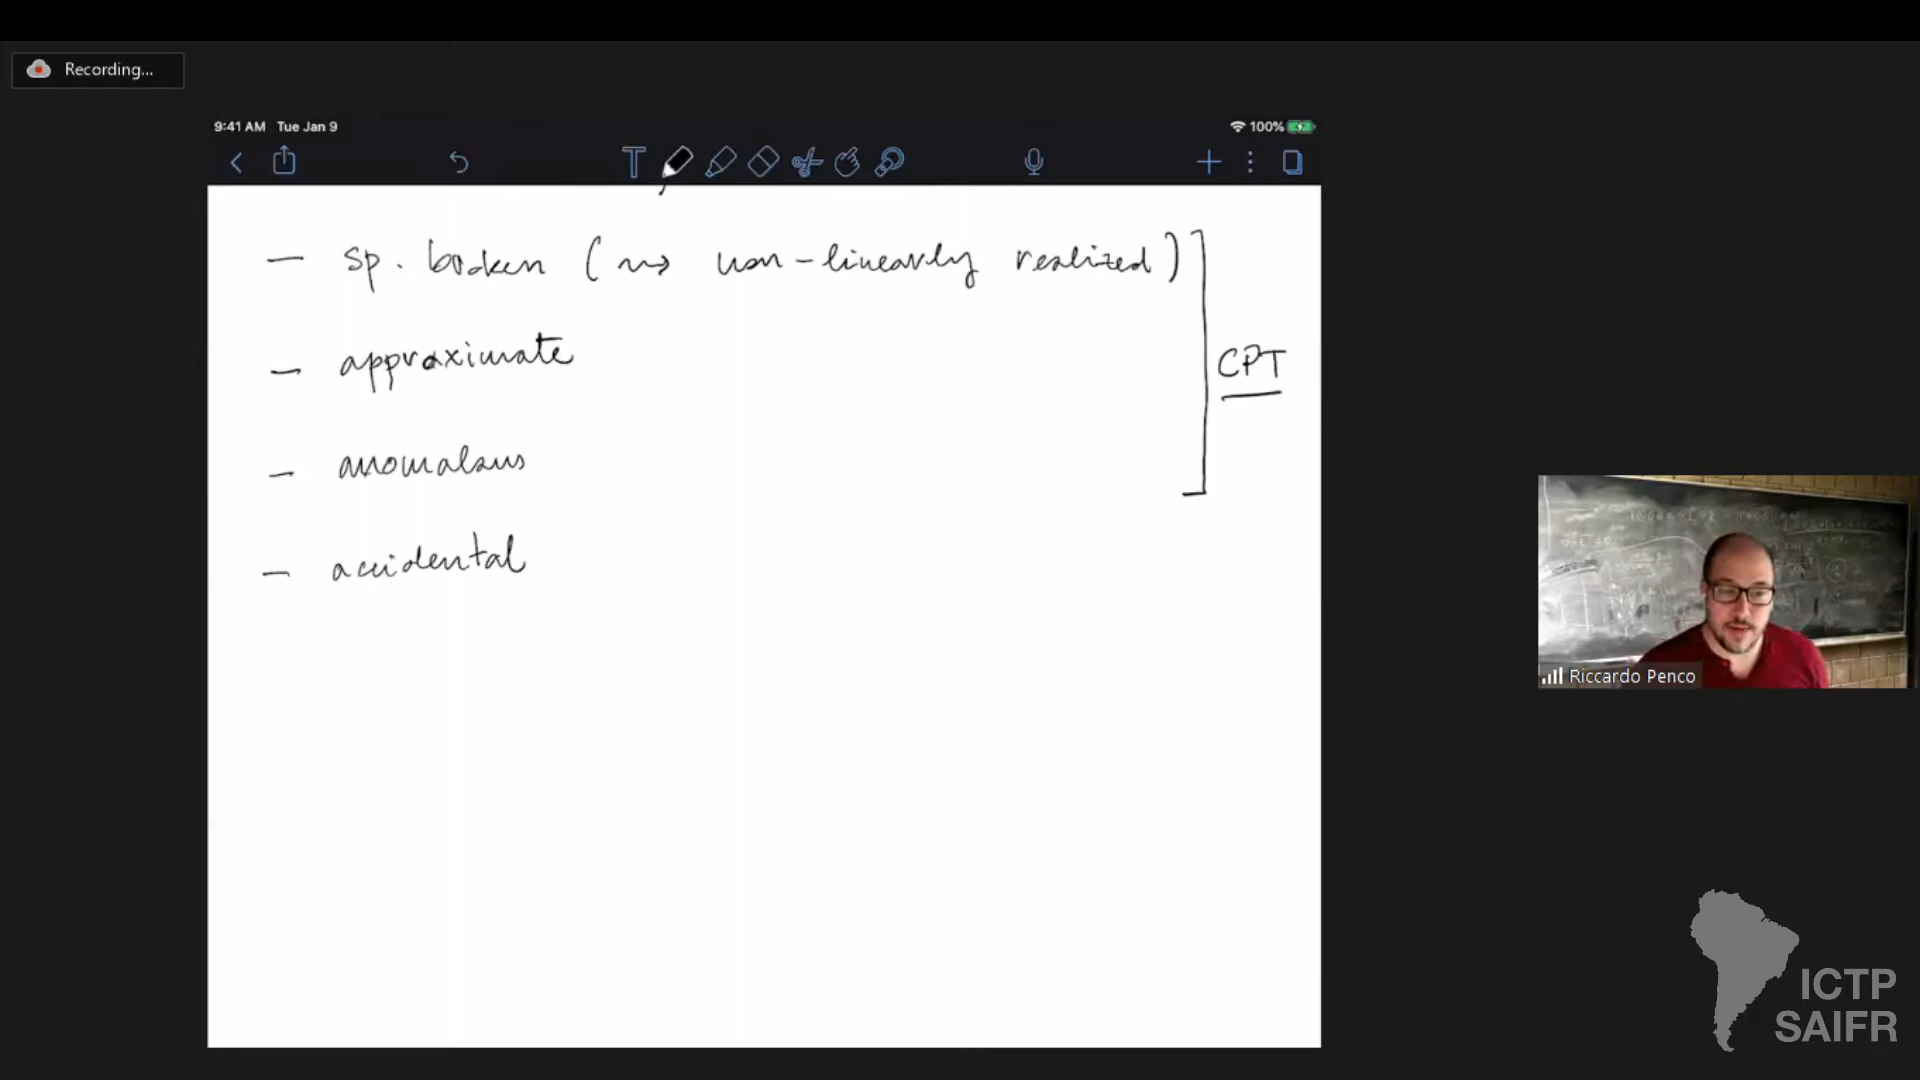 Recording...
9:41 AM Tue Jan 9
100%
T
— sp. broken (⇝ non-linearly realized)
— approximate
CPT
— anomalous
— accidental
Riccardo Penco
ICTP
SAIFR